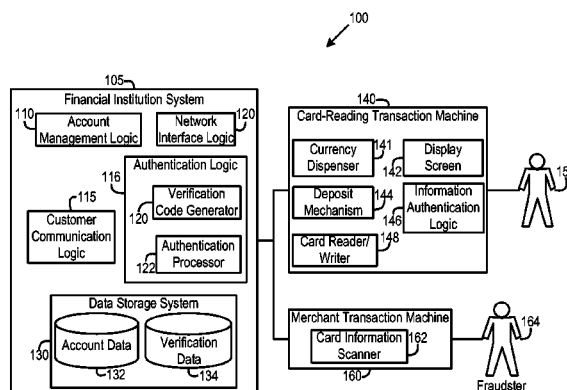 100
105
Financial Institution System
110
Account
Management Logic
Network
Interface Logic
120
116
Authentication Logic
115
Customer
Communication
Logic
120
Verification
Code Generator
122
Authentication
Processor
Data Storage System
130
Account Data
132
Verification
Data
134
140
Card-Reading Transaction Machine
Currency
Dispenser
141
Display
Screen
142
Deposit
Mechanism
144
Information
Authentication
Logic
146
Card Reader/
Writer
148
Merchant Transaction Machine
Card Information
Scanner
162
160
164
Fraudster